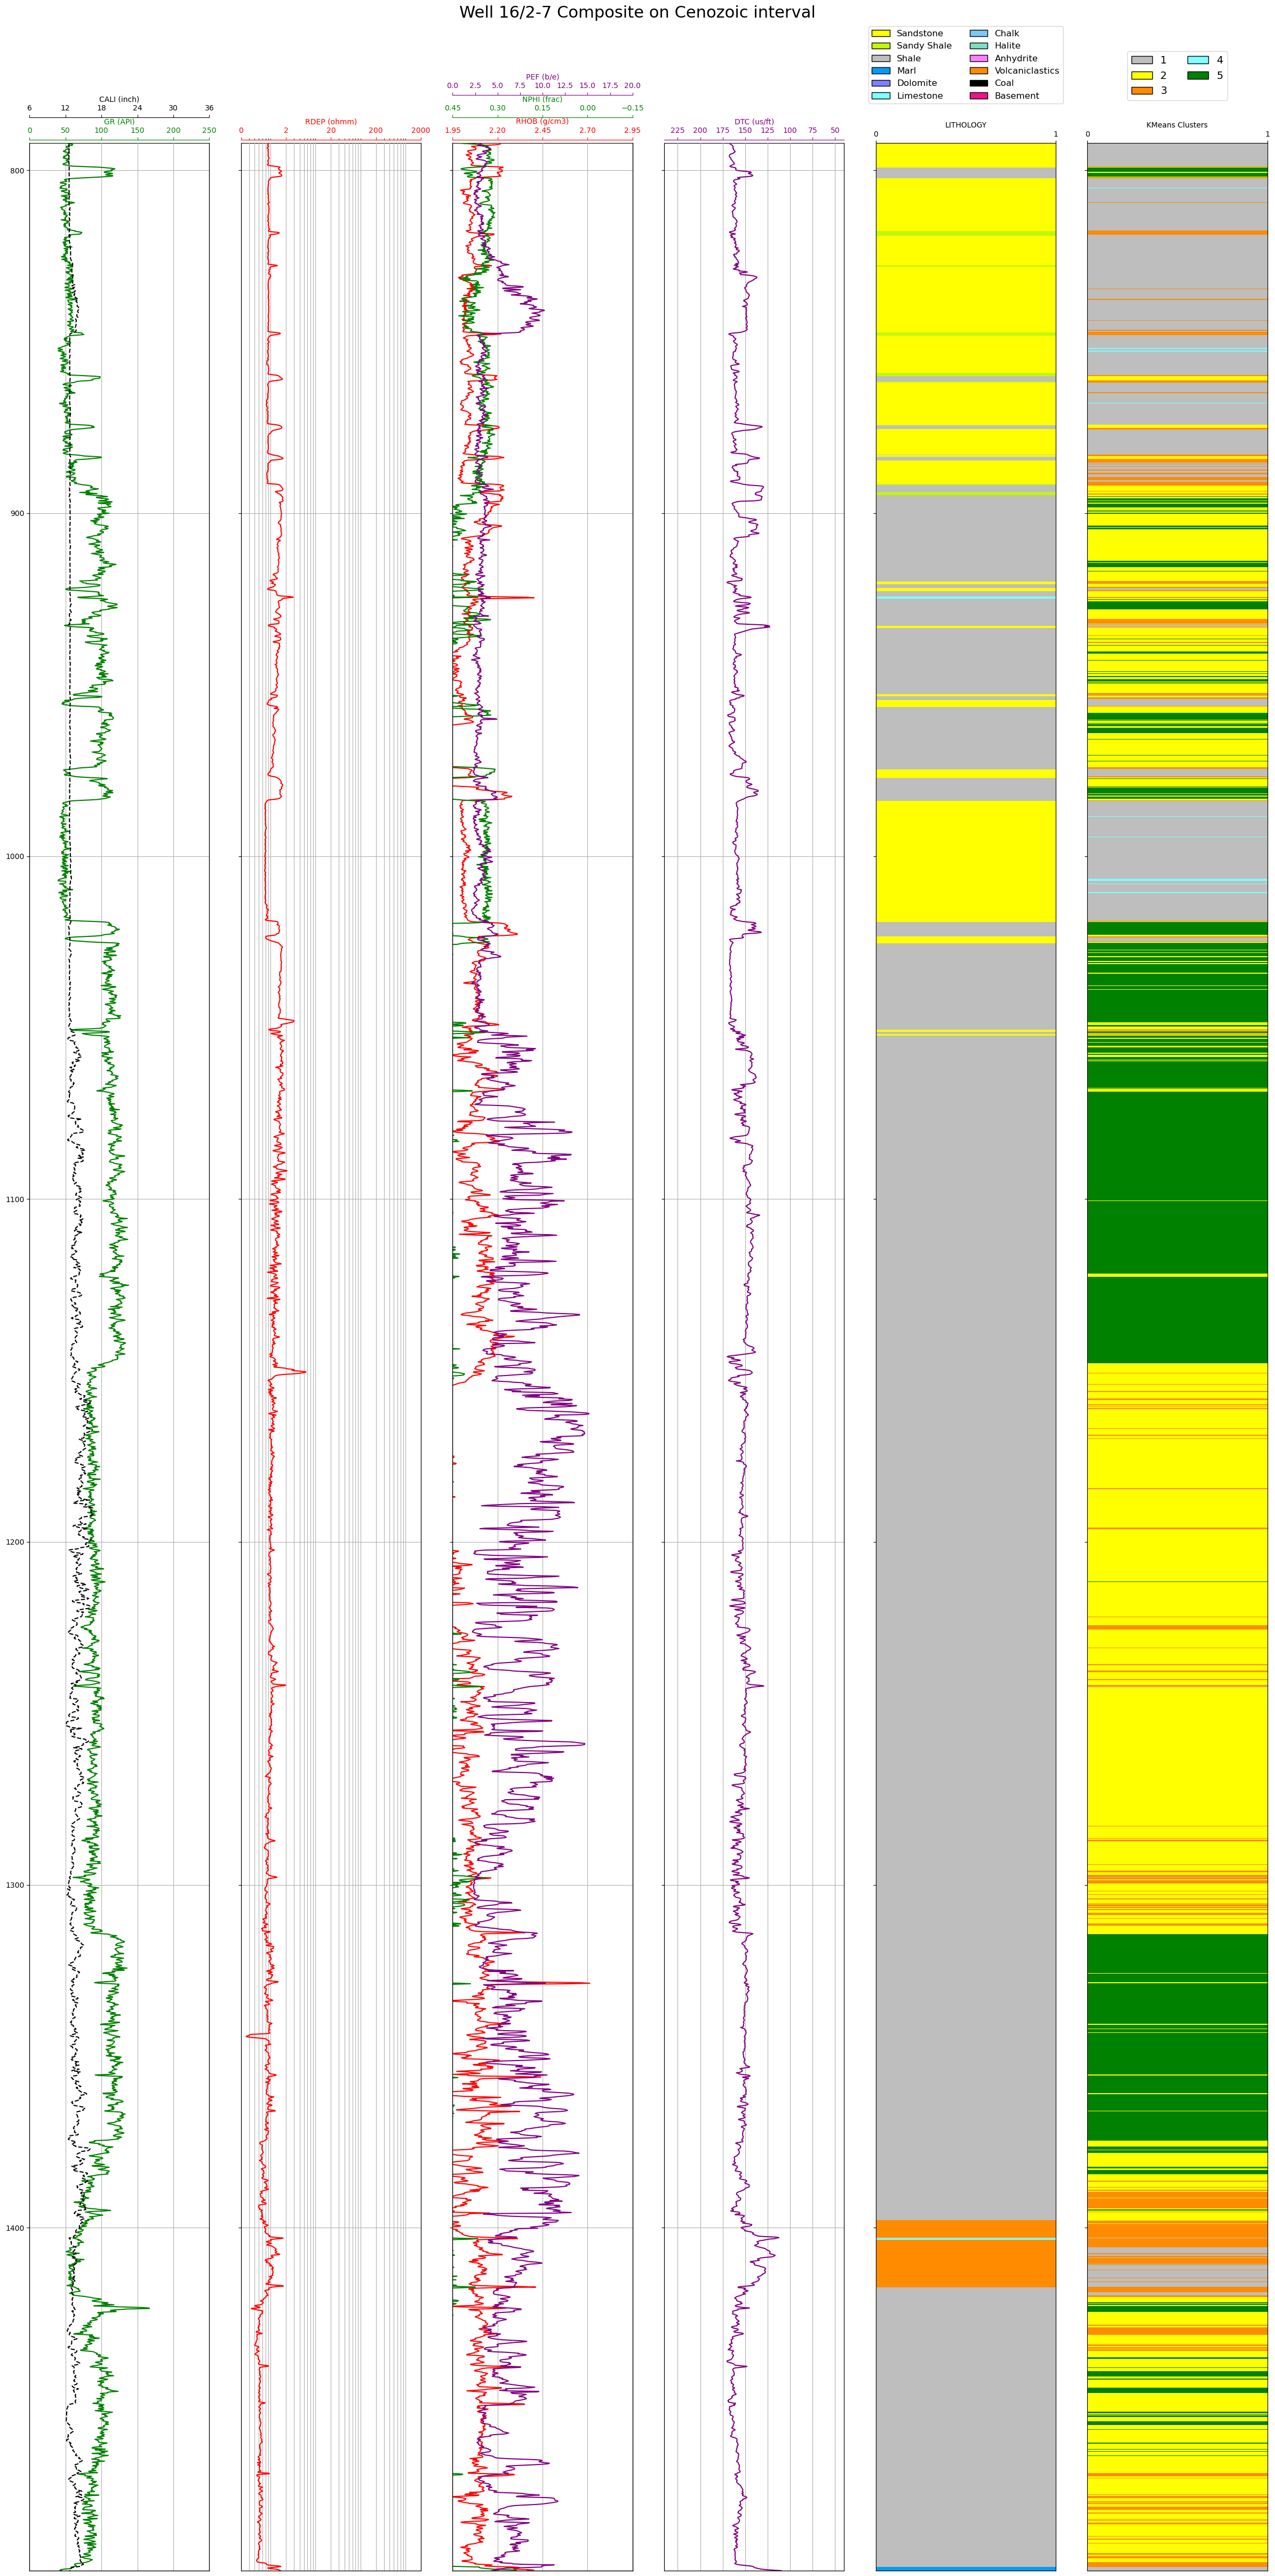 Well 16/2-7 Composite on Cenozoic interval
Sandstone Chalk
Sandy Shale Halite
Shale Anhydrite
Marl Volcaniclastics
Dolomite Coal
Limestone Basement
1 4
2 5
3
PEF (b/e)
0.0 2.5 5.0 7.5 10.0 12.5 15.0 17.5 20.0
CALI (inch) NPHI (frac)
6 12 18 24 30 36 0.45 0.30 0.15 0.00 −0.15
GR (API) RDEP (ohmm) RHOB (g/cm3) DTC (us/ft) LITHOLOGY KMeans Clusters
0 50 100 150 200 250 0 2 20 200 2000 1.95 2.20 2.45 2.70 2.95 225 200 175 150 125 100 75 50 0 1 0 1
800
900
1000
1100
1200
1300
1400